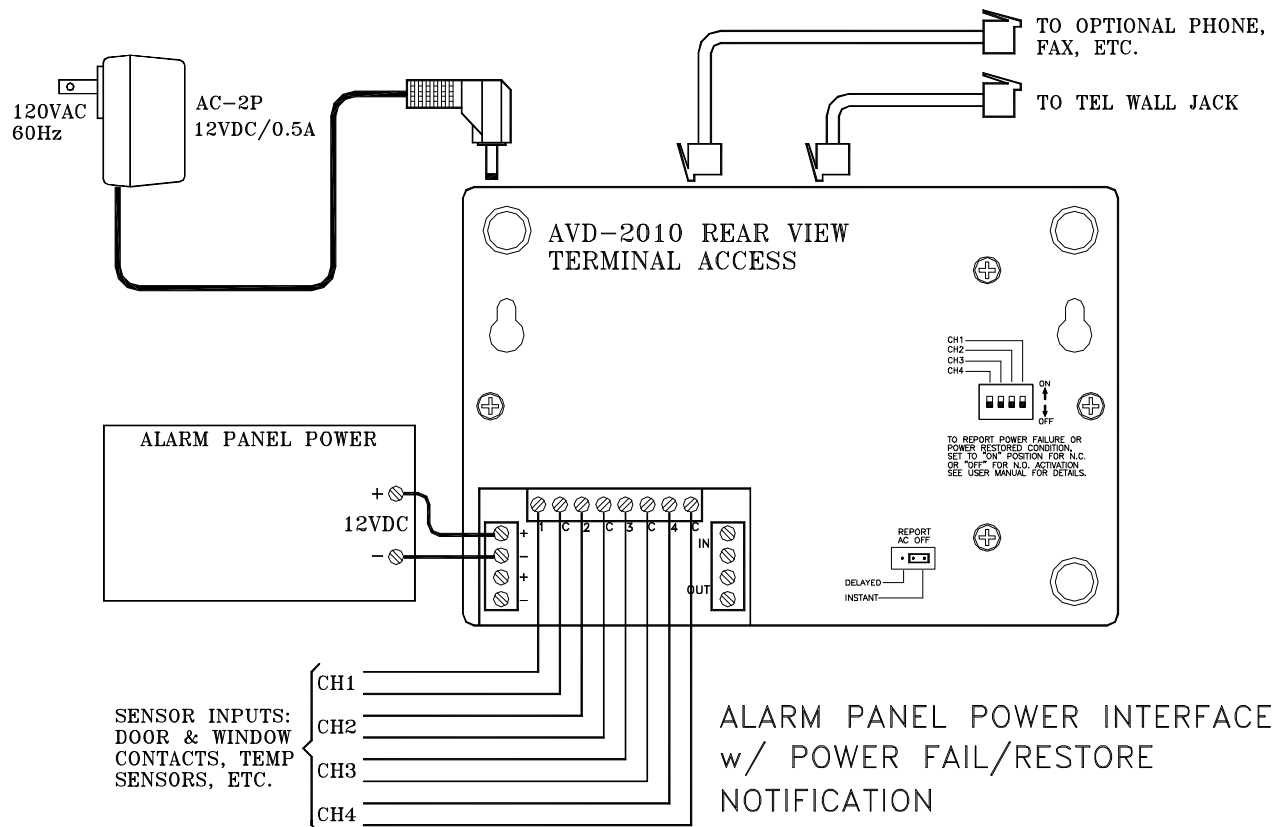 TO OPTIONAL PHONE,
FAX, ETC.
TO TEL WALL JACK
120VAC
60Hz
AC-2P
12VDC/0.5A
AVD-2010 REAR VIEW
TERMINAL ACCESS
CH1
CH2
CH3
CH4
ON
OFF
TO REPORT POWER FAILURE OR
POWER RESTORED CONDITION,
SET TO "ON" POSITION FOR N.C.
OR "OFF" FOR N.O. ACTIVATION
SEE USER MANUAL FOR DETAILS.
ALARM PANEL POWER
+
12VDC
-
+
-
+
-
1 C 2 C 3 C 4 C
IN
OUT
REPORT
AC OFF
DELAYED
INSTANT
SENSOR INPUTS:
DOOR & WINDOW
CONTACTS, TEMP
SENSORS, ETC.
CH1
CH2
CH3
CH4
ALARM PANEL POWER INTERFACE
w/ POWER FAIL/RESTORE
NOTIFICATION